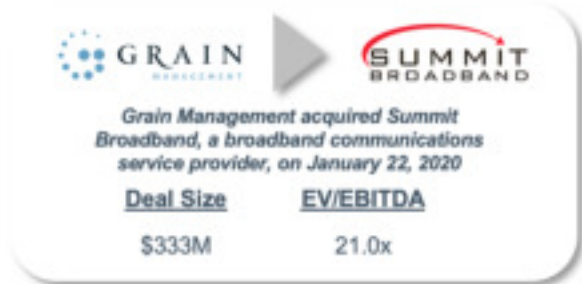 GRAIN
MANAGEMENT
SUMMIT
BROADBAND
Grain Management acquired Summit
Broadband, a broadband communications
service provider, on January 22, 2020
Deal Size EV/EBITDA
$333M 21.0x